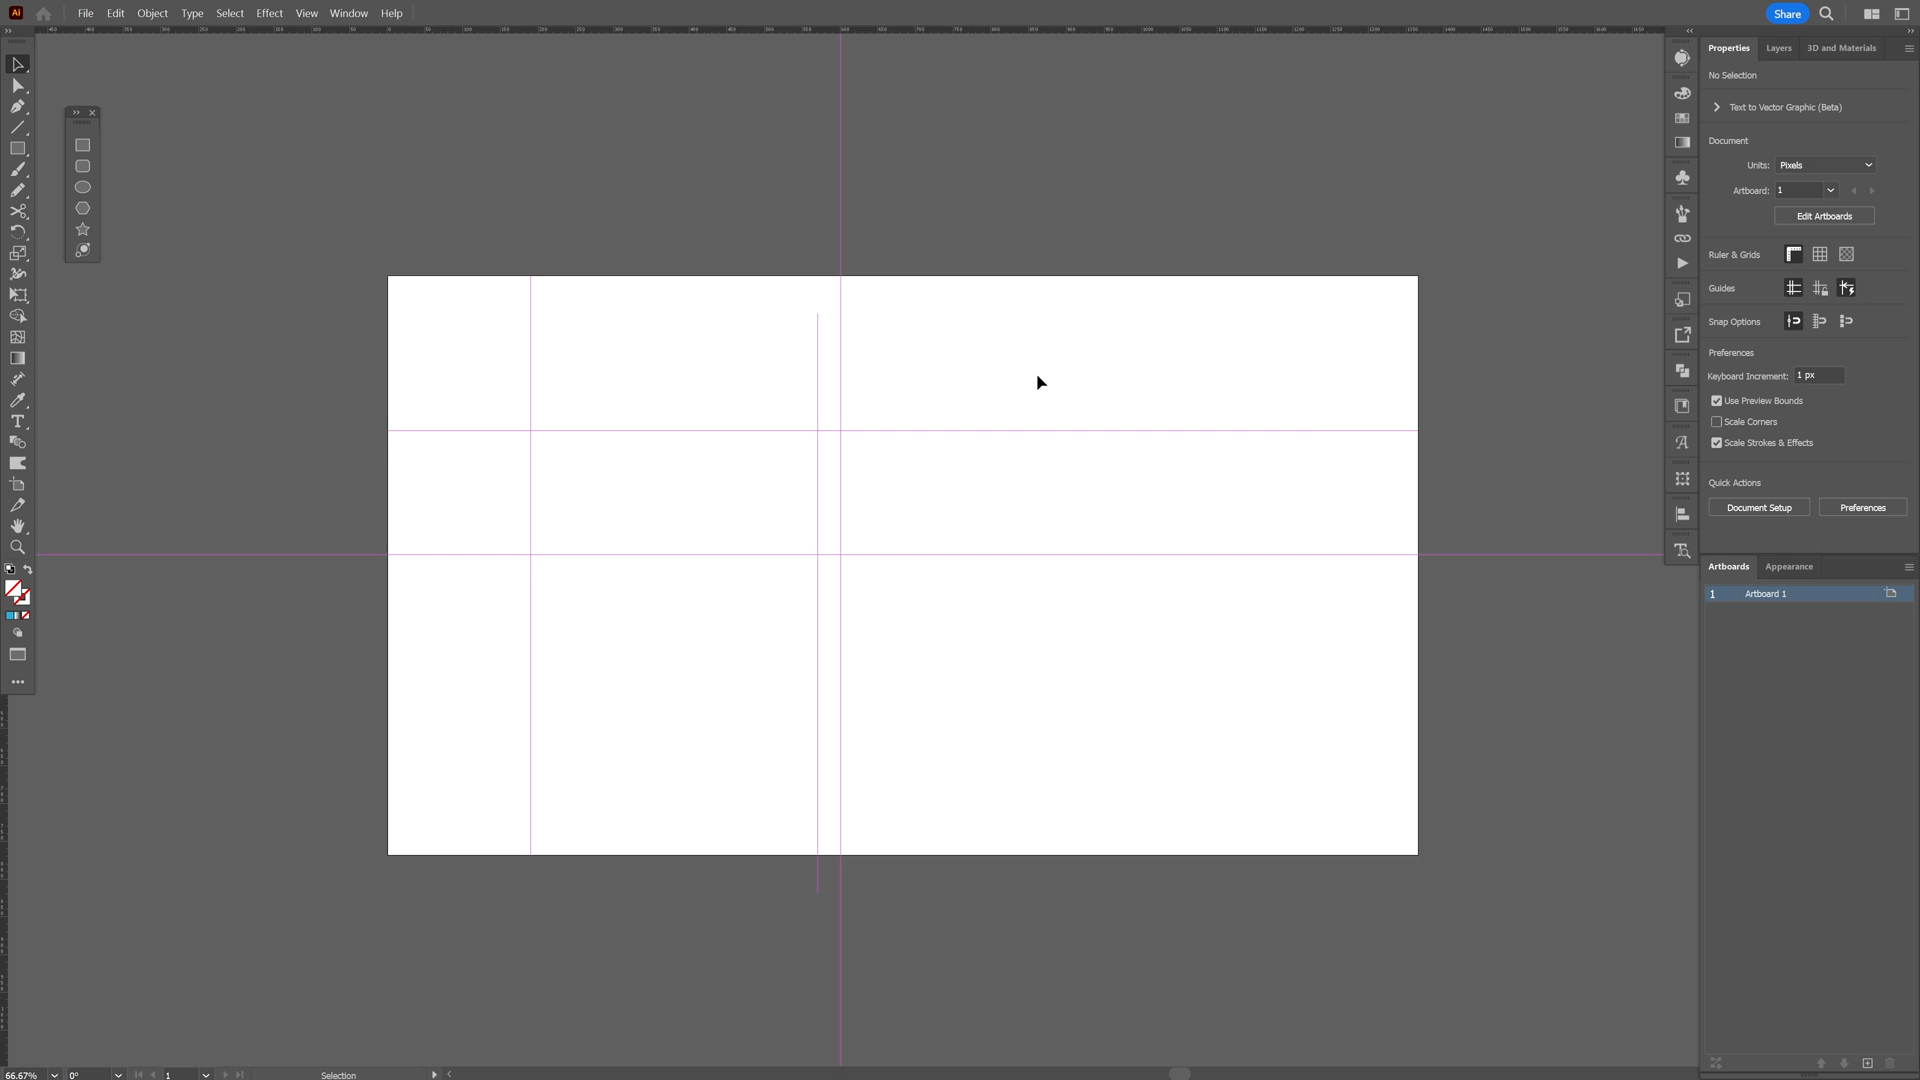 Ai File Edit Object Type Select Effect View Window Help Share
Properties Layers 3D and Materials
No Selection
Text to Vector Graphic (Beta)
Document
Units: Pixels
Artboard: 1
Edit Artboards
Ruler & Grids
Guides
Snap Options
Preferences
Keyboard Increment: 1 px
Use Preview Bounds
Scale Corners
Scale Strokes & Effects
Quick Actions
Document Setup Preferences
Artboards Appearance
1 Artboard 1
66.67% 0° 1 Selection